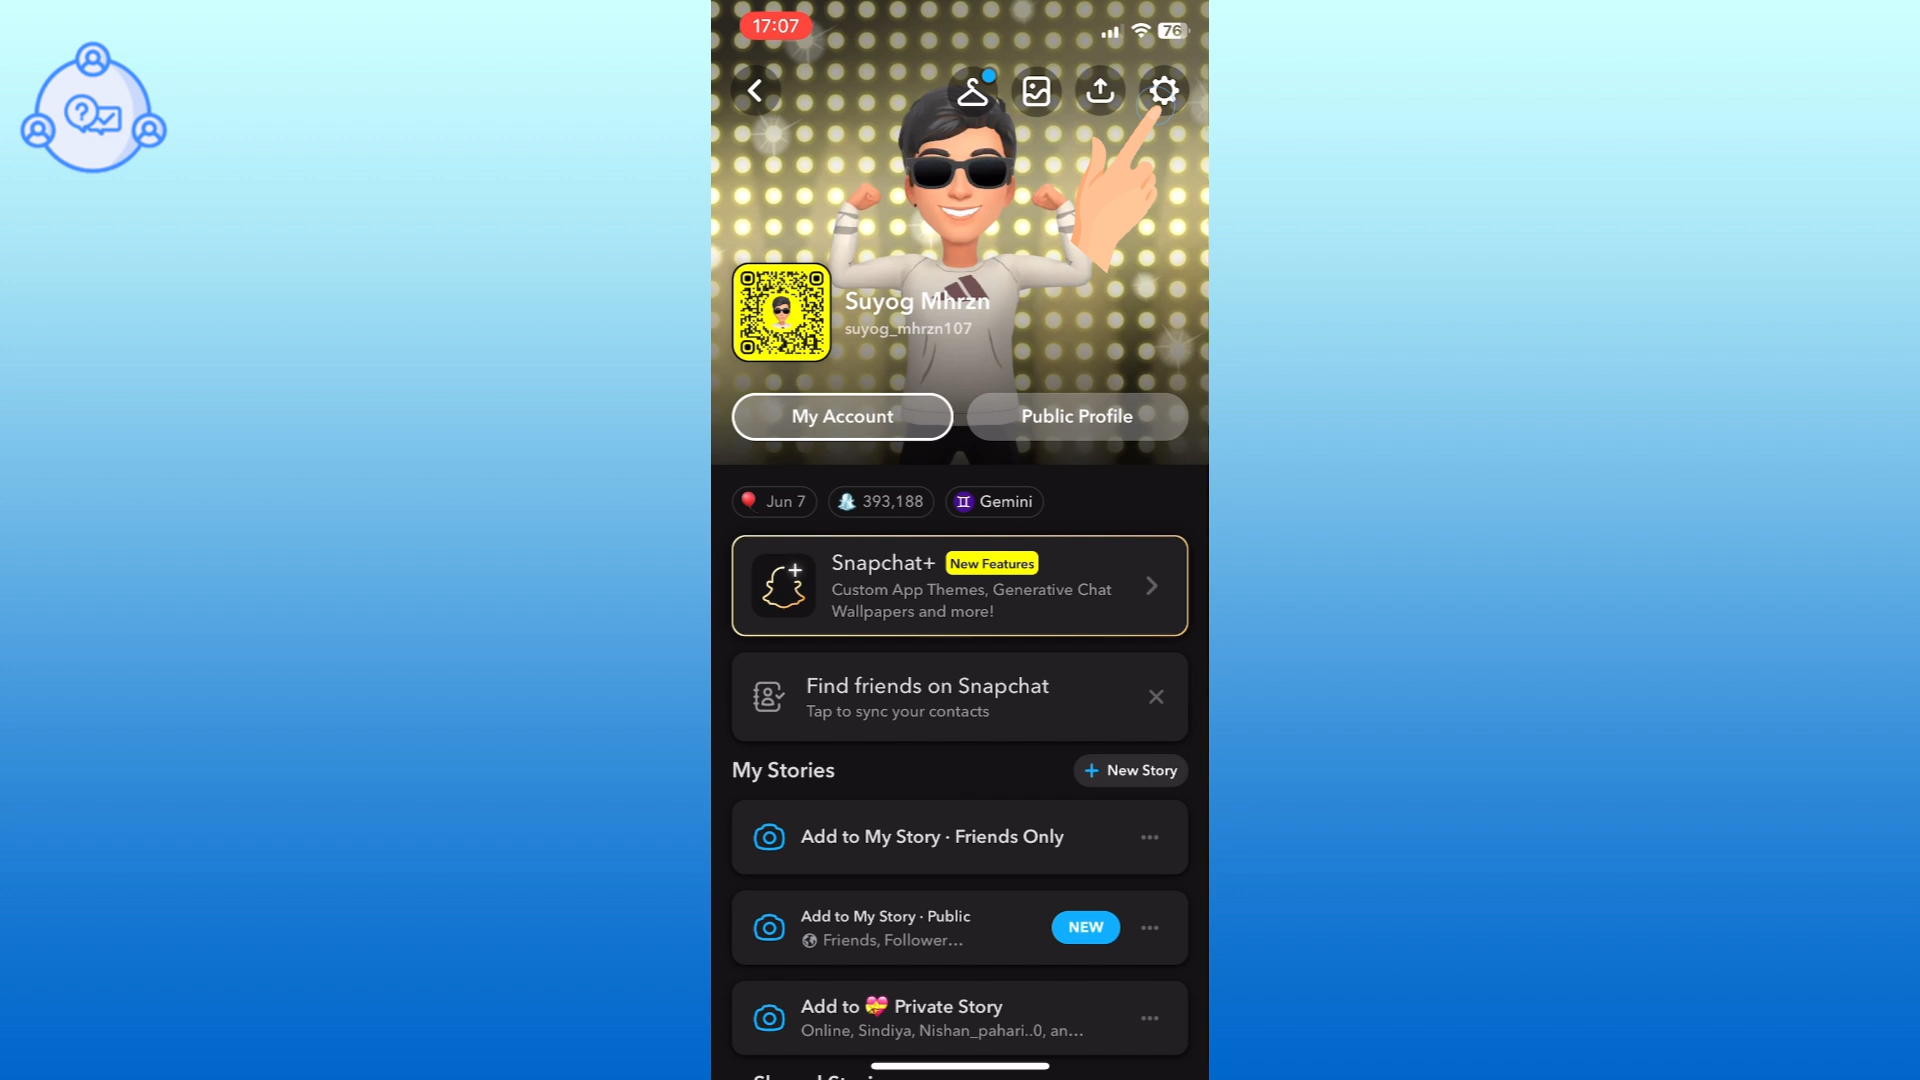 17:07
76
Suyog Mhrzn
suyog_mhrzn107
My Account
Public Profile
Jun 7
393,188
Gemini
Snapchat+ New Features
Custom App Themes, Generative Chat
Wallpapers and more!
Find friends on Snapchat
Tap to sync your contacts
My Stories
+ New Story
Add to My Story · Friends Only
Add to My Story · Public
Friends, Follower...
NEW
Add to 💝 Private Story
Online, Sindiya, Nishan_pahari..0, an...